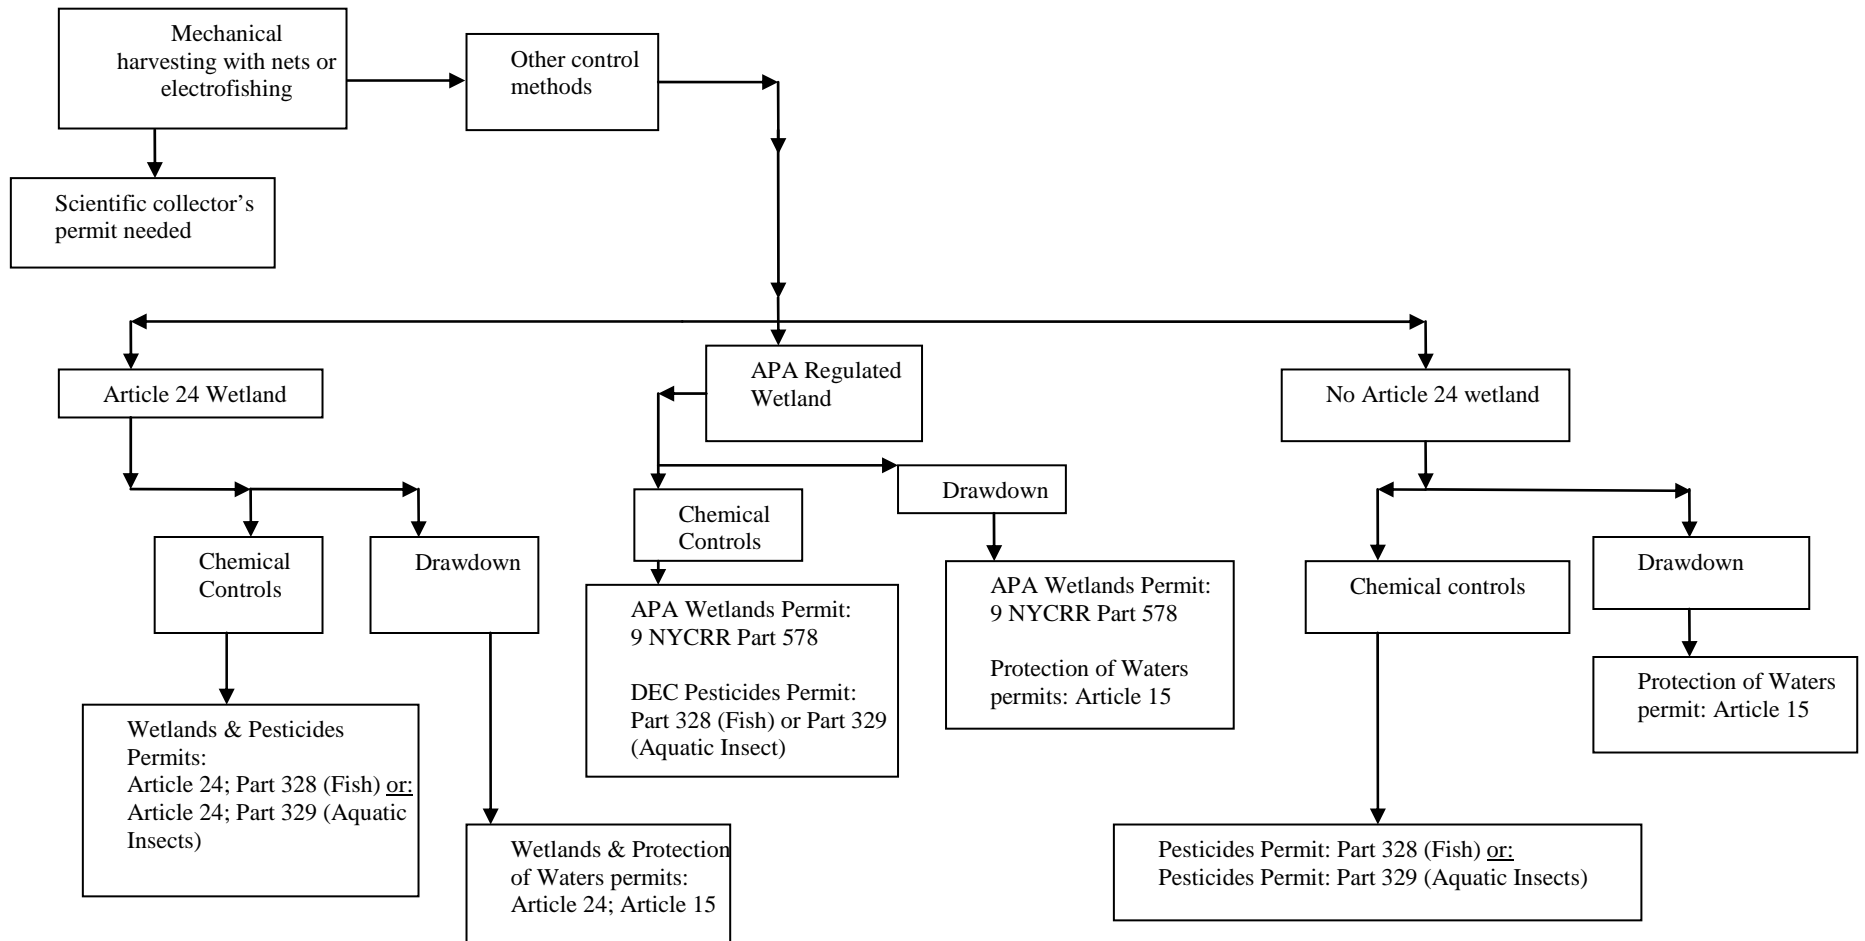 Mechanical
harvesting with nets or
electrofishing
Other control
methods
Scientific collector’s
permit needed
Article 24 Wetland
APA Regulated
Wetland
No Article 24 wetland
Chemical
Controls
Drawdown
Chemical
Controls
Drawdown
Chemical controls
Drawdown
Wetlands & Pesticides
Permits:
Article 24; Part 328 (Fish) or:
Article 24; Part 329 (Aquatic
Insects)
Wetlands & Protection
of Waters permits:
Article 24; Article 15
APA Wetlands Permit:
9 NYCRR Part 578
DEC Pesticides Permit:
Part 328 (Fish) or Part 329
(Aquatic Insect)
APA Wetlands Permit:
9 NYCRR Part 578
Protection of Waters
permits: Article 15
Pesticides Permit: Part 328 (Fish) or:
Pesticides Permit: Part 329 (Aquatic Insects)
Protection of Waters
permit: Article 15